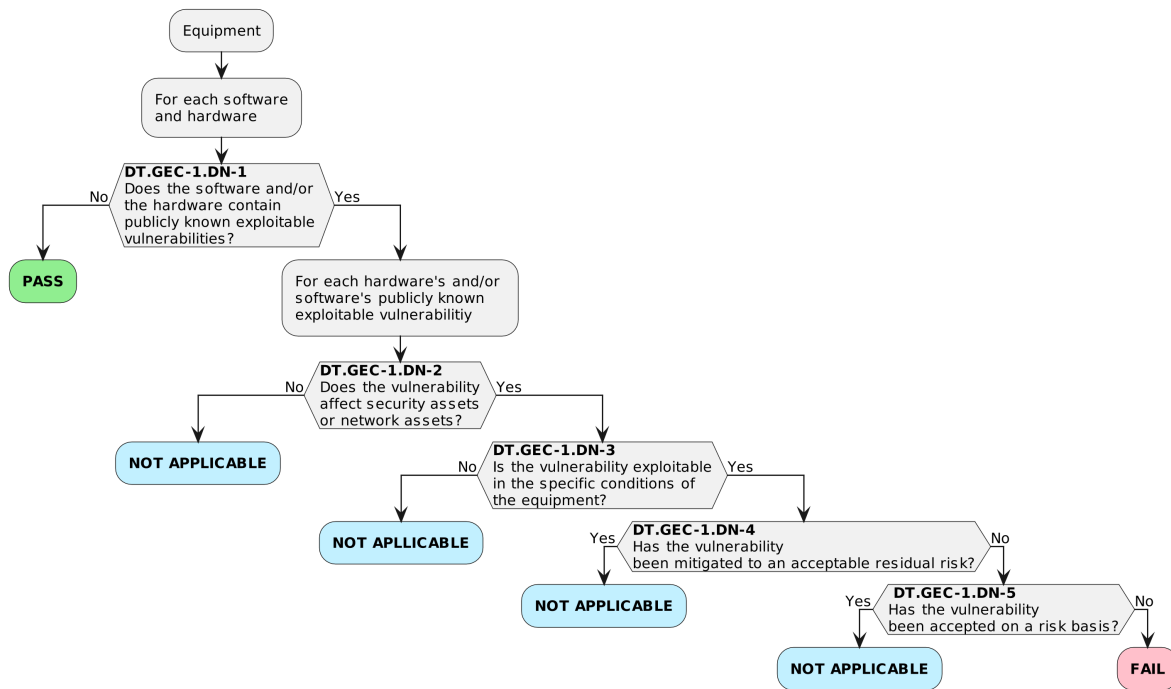 Equipment
For each software
and hardware
DT.GEC-1.DN-1
Does the software and/or
the hardware contain
publicly known exploitable
vulnerabilities?
No
Yes
PASS
For each hardware's and/or
software's publicly known
exploitable vulnerabilitiy
DT.GEC-1.DN-2
Does the vulnerability
affect security assets
or network assets?
No
Yes
NOT APPLICABLE
DT.GEC-1.DN-3
Is the vulnerability exploitable
in the specific conditions of
the equipment?
No
Yes
NOT APLLICABLE
DT.GEC-1.DN-4
Has the vulnerability
been mitigated to an acceptable residual risk?
Yes
No
NOT APPLICABLE
DT.GEC-1.DN-5
Has the vulnerability
been accepted on a risk basis?
Yes
No
NOT APPLICABLE
FAIL